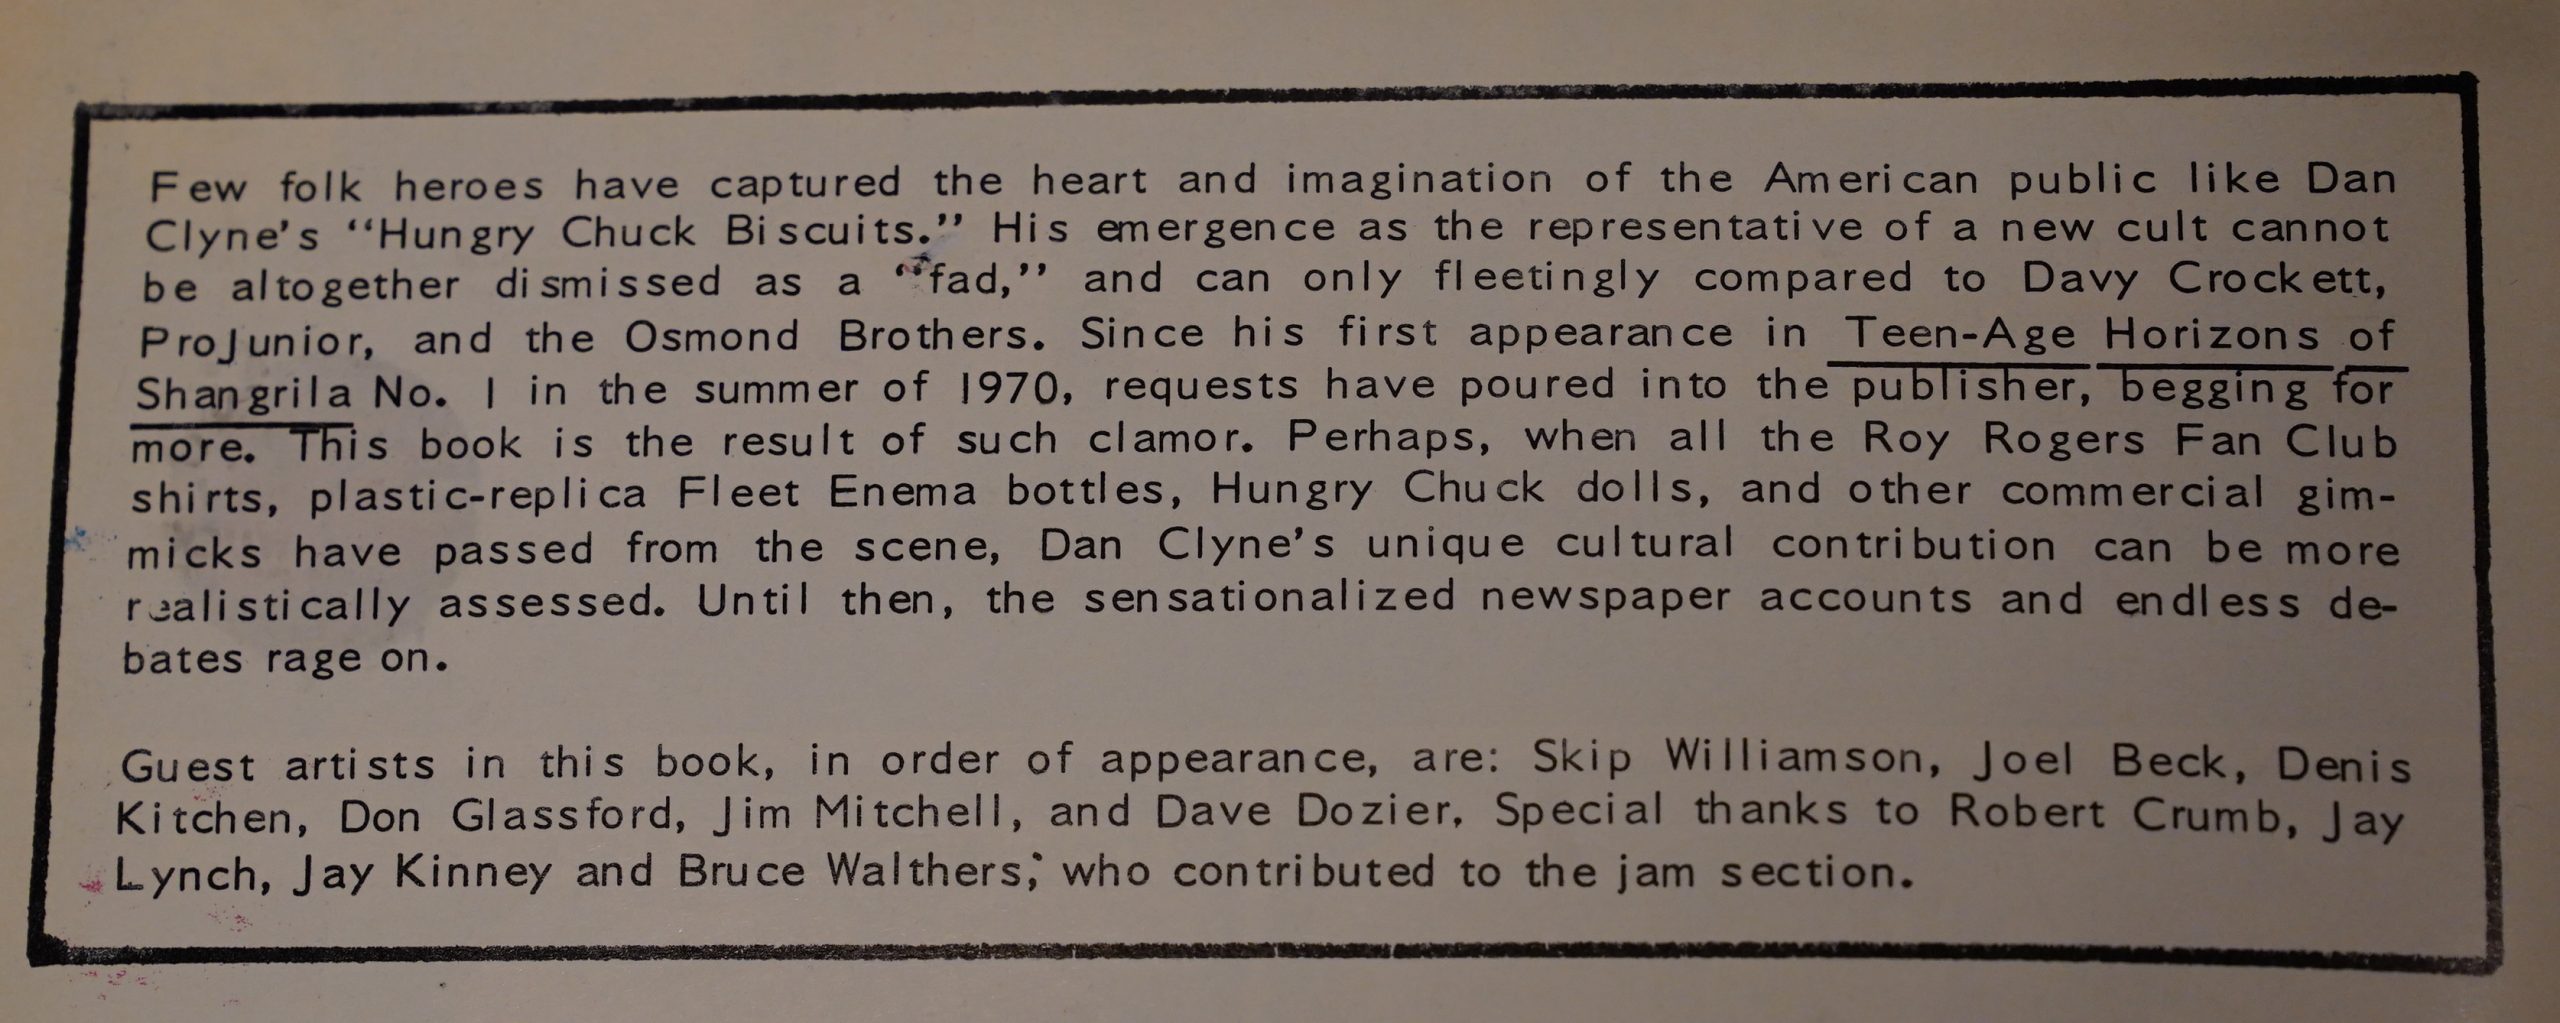 Few folk heroes have captured the heart and imagination of the American public like Dan
Clyne's "Hungry Chuck Biscuits." His emergence as the representative of a new cult cannot
be altogether dismissed as a "fad," and can only fleetingly compared to Davy Crockett,
ProJunior, and the Osmond Brothers. Since his first appearance in Teen-Age Horizons of
Shangrila No. 1 in the summer of 1970, requests have poured into the publisher, begging for
more. This book is the result of such clamor. Perhaps, when all the Roy Rogers Fan Club
shirts, plastic-replica Fleet Enema bottles, Hungry Chuck dolls, and other commercial gim-
micks have passed from the scene, Dan Clyne's unique cultural contribution can be more
realistically assessed. Until then, the sensationalized newspaper accounts and endless de-
bates rage on.
Guest artists in this book, in order of appearance, are: Skip Williamson, Joel Beck, Denis
Kitchen, Don Glassford, Jim Mitchell, and Dave Dozier. Special thanks to Robert Crumb, Jay
Lynch, Jay Kinney and Bruce Walthers; who contributed to the jam section.